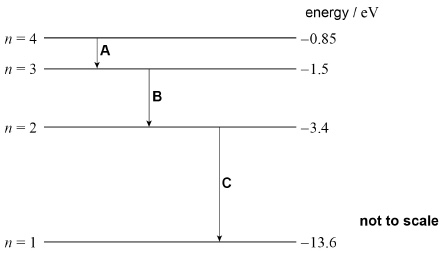 energy / eV
n = 4 A −0.85
n = 3 −1.5
B
n = 2 −3.4
C
not to scale
n = 1 −13.6